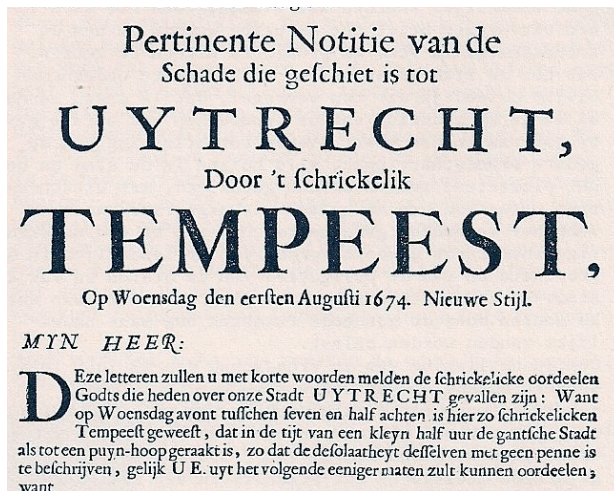 Pertinente Notitie van de
Schade die geſchiet is tot
UYTRECHT,
Door 't ſchrickelik
TEMPEEST,
Op Woensdag den eerſten Auguſti 1674. Nieuwe Stijl.
MYN HEER:
DEze letteren zullen u met korte woorden melden de ſchrickelicke oordeelen
Godts die heden over onze Stadt UYTRECHT gevallen zijn: Want
op Woensdag avont tuſſchen ſeven en half achten is hier zo ſchrickelicken
Tempeeſt geweeſt, dat in de tijt van een kleyn half uur de gantſche Stadt
als tot een puyn-hoop geraakt is, zo dat de deſolaatheyt deſſelven met geen penne is
te beſchrijven, gelijk U E. uyt het volgende eeniger maten zult kunnen oordeelen;
want